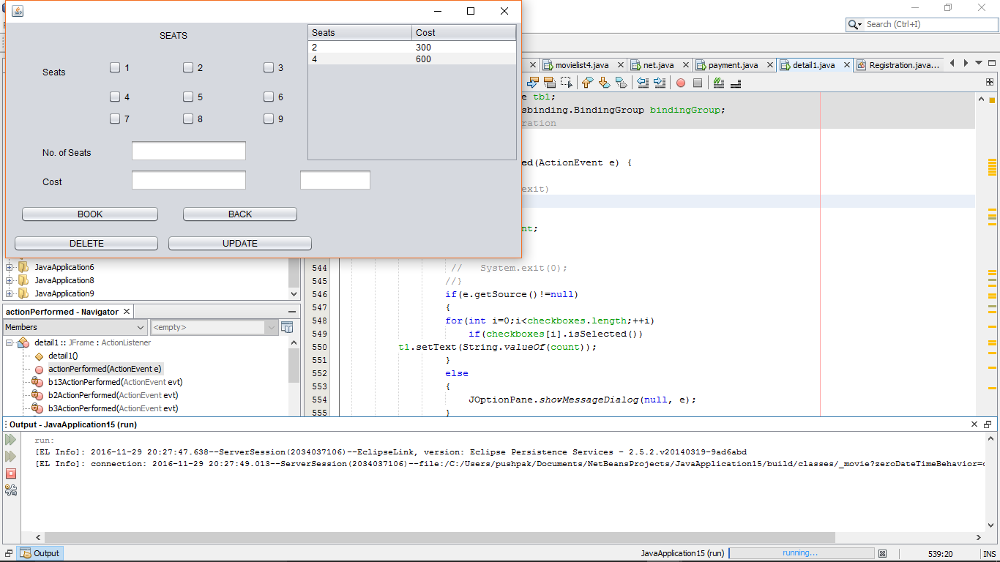 SEATS
Seats Cost
2 300
4 600
Seats
1 2 3
4 5 6
7 8 9
No. of Seats
Cost
BOOK BACK
DELETE UPDATE
Search (Ctrl+I)
movielist4.java net.java payment.java detail1.java Registration.java...
tb1;
sbinding.BindingGroup bindingGroup;
ration
ed(ActionEvent e) {
exit)
nt;
JavaApplication6
JavaApplication8
JavaApplication9
actionPerformed - Navigator
Members <empty>
detail1 :: JFrame : ActionListener
detail1()
actionPerformed(ActionEvent e)
b13ActionPerformed(ActionEvent evt)
b2ActionPerformed(ActionEvent evt)
b3ActionPerformed(ActionEvent evt)
544 // System.exit(0);
545 //}
546 if(e.getSource()!=null)
547 {
548 for(int i=0;i<checkboxes.length;++i)
549 if(checkboxes[i].isSelected())
550 t1.setText(String.valueOf(count));
551 }
552 else
553 {
554 JOptionPane.showMessageDialog(null, e);
555 }
Output - JavaApplication15 (run)
run:
[EL Info]: 2016-11-29 20:27:47.638--ServerSession(2034037106)--EclipseLink, version: Eclipse Persistence Services - 2.5.2.v20140319-9ad6abd
[EL Info]: connection: 2016-11-29 20:27:49.013--ServerSession(2034037106)--file:/C:/Users/pushpak/Documents/NetBeansProjects/JavaApplication15/build/classes/_movie?zeroDateTimeBehavior=c
Output
JavaApplication15 (run) running... 539:20 INS